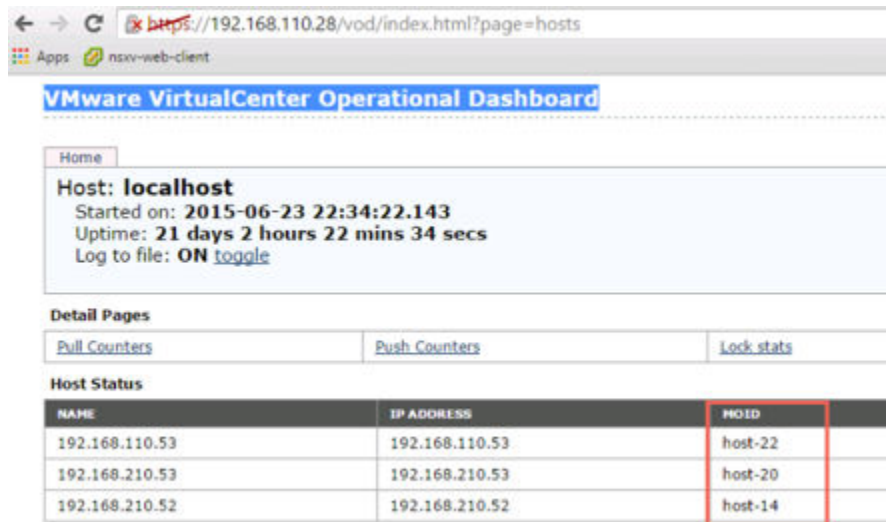 https://192.168.110.28/vod/index.html?page=hosts
Apps nsxv-web-client
VMware VirtualCenter Operational Dashboard
Home
Host: localhost
Started on: 2015-06-23 22:34:22.143
Uptime: 21 days 2 hours 22 mins 34 secs
Log to file: ON toggle
Detail Pages
Pull Counters Push Counters Lock stats
Host Status
NAME IP ADDRESS MOID
192.168.110.53 192.168.110.53 host-22
192.168.210.53 192.168.210.53 host-20
192.168.210.52 192.168.210.52 host-14